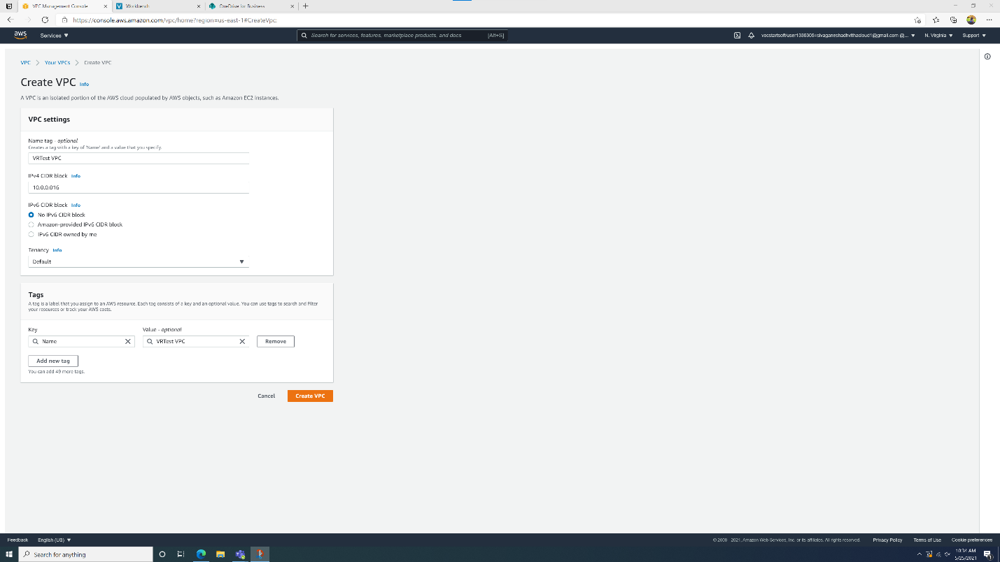 VPC Management Console
Workbench
OneDrive for Business
https://console.aws.amazon.com/vpc/home?region=us-east-1#CreateVpc:
aws
Services
Search for services, features, marketplace products, and docs [Alt+S]
vocstartsoft/user1336306=sivaganeshadhvithacloud1@gmail.com @...
N. Virginia
Support
VPC > Your VPCs > Create VPC
Create VPC Info
A VPC is an isolated portion of the AWS cloud populated by AWS objects, such as Amazon EC2 instances.
VPC settings
Name tag - optional
Creates a tag with a key of 'Name' and a value that you specify.
VRTest VPC
IPv4 CIDR block Info
10.0.0.016
IPv6 CIDR block Info
No IPv6 CIDR block
Amazon-provided IPv6 CIDR block
IPv6 CIDR owned by me
Tenancy Info
Default
Tags
A tag is a label that you assign to an AWS resource. Each tag consists of a key and an optional value. You can use tags to search and filter
your resources or track your AWS costs.
Key Value - optional
Name VRTest VPC Remove
Add new tag
You can add 49 more tags.
Cancel Create VPC
Feedback English (US)
© 2008 - 2021, Amazon Web Services, Inc. or its affiliates. All rights reserved. Privacy Policy Terms of Use Cookie preferences
Search for anything
10:34 AM
5/25/2021
1